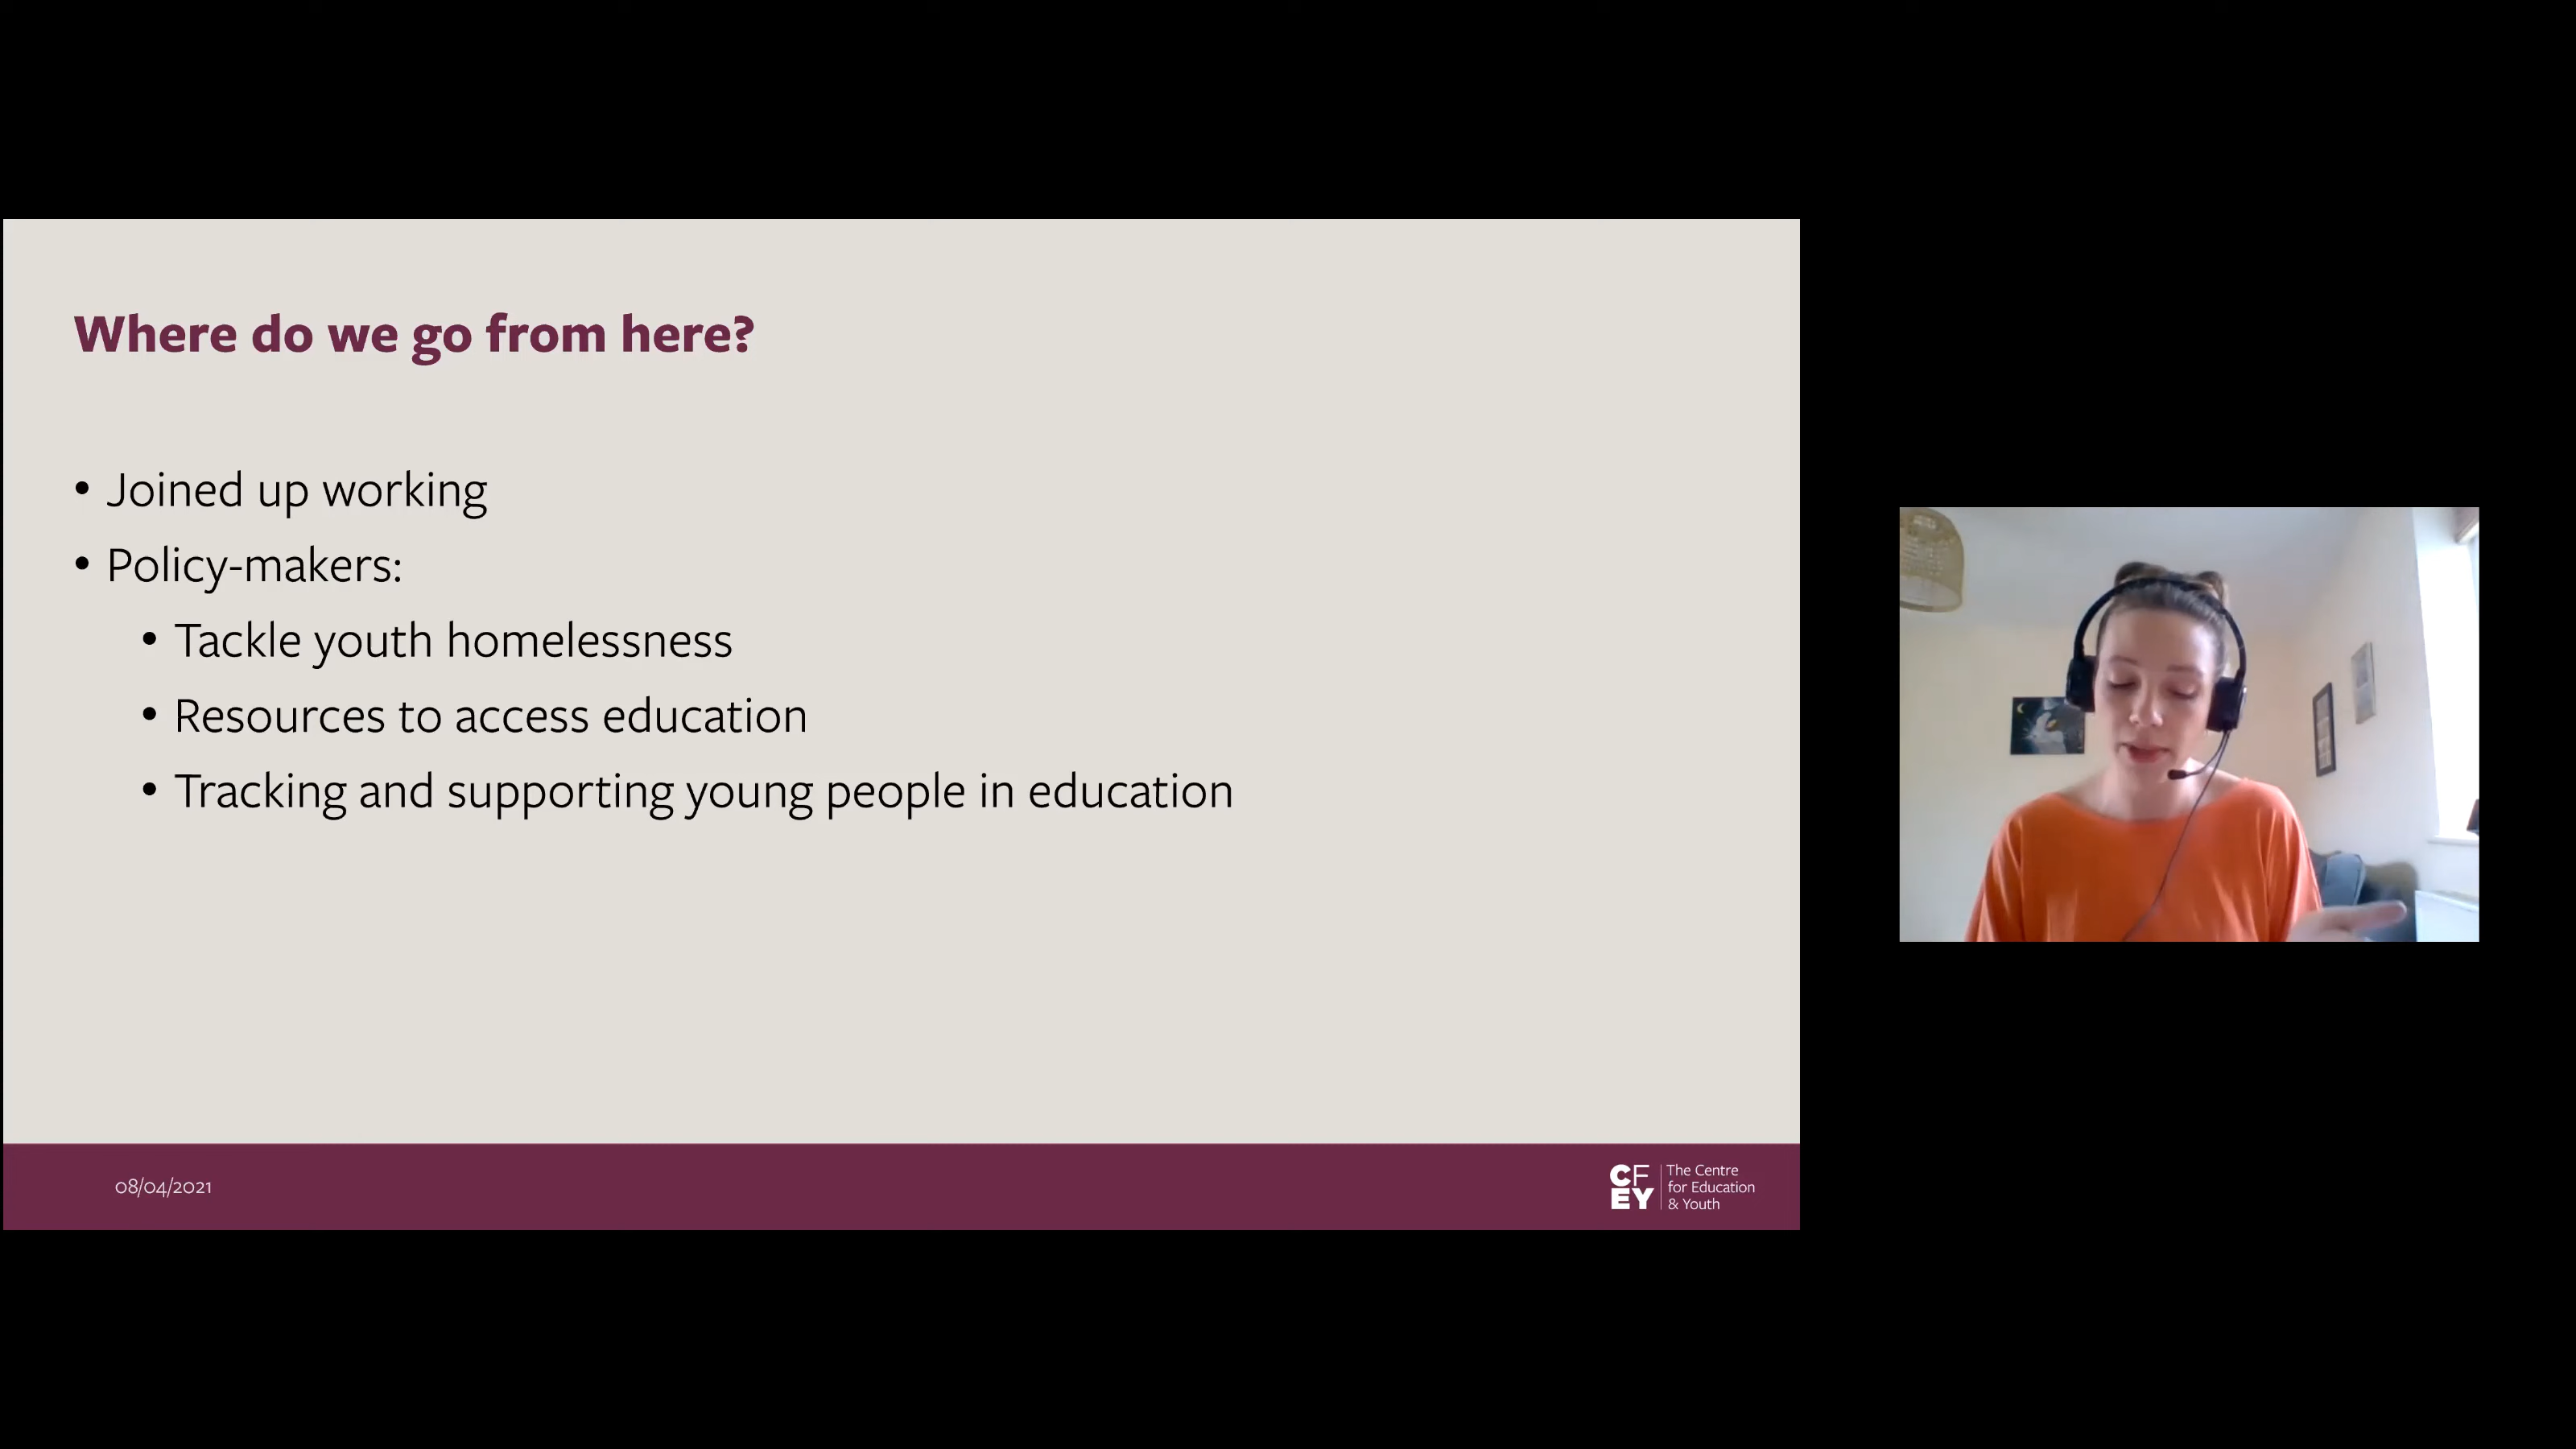 Where do we go from here?
• Joined up working
• Policy-makers:
• Tackle youth homelessness
• Resources to access education
• Tracking and supporting young people in education
08/04/2021
CF
EY
The Centre
for Education
& Youth